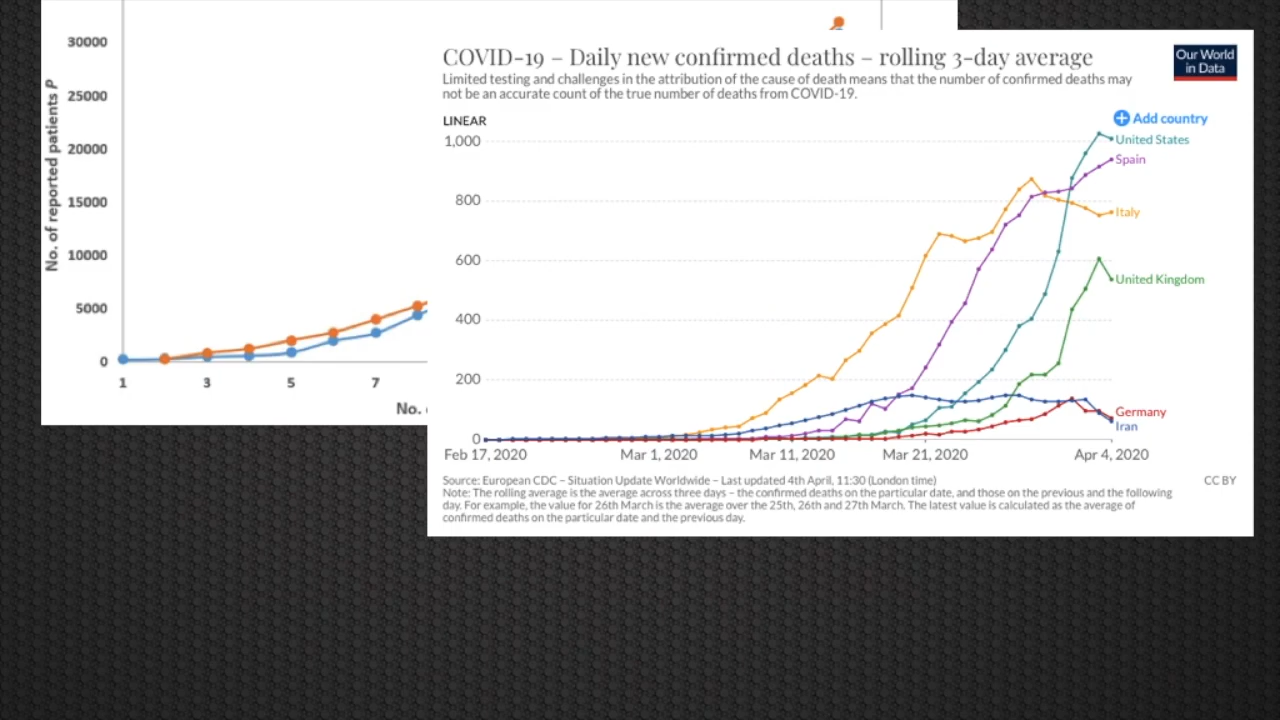 30000
25000
20000
15000
10000
5000
0
No. of reported patients P
1 3 5 7
No.
COVID-19 – Daily new confirmed deaths – rolling 3-day average
Our World
in Data
Limited testing and challenges in the attribution of the cause of death means that the number of confirmed deaths may
not be an accurate count of the true number of deaths from COVID-19.
LINEAR
Add country
1,000
800
600
400
200
0
United States
Spain
Italy
United Kingdom
Germany
Iran
Feb 17, 2020 Mar 1, 2020 Mar 11, 2020 Mar 21, 2020 Apr 4, 2020
Source: European CDC – Situation Update Worldwide – Last updated 4th April, 11:30 (London time)
CC BY
Note: The rolling average is the average across three days – the confirmed deaths on the particular date, and those on the previous and the following
day. For example, the value for 26th March is the average over the 25th, 26th and 27th March. The latest value is calculated as the average of
confirmed deaths on the particular date and the previous day.